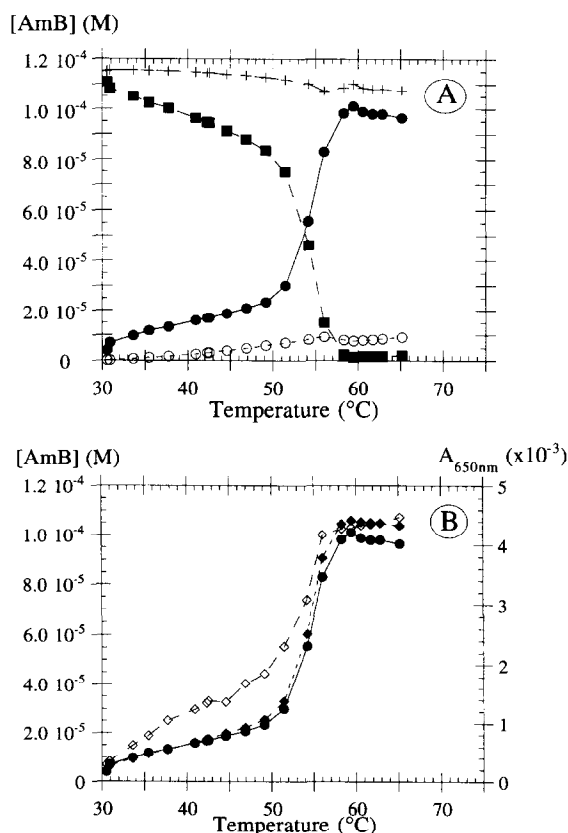 [AmB] (M)
1.2 10-4
1.0 10-4
8.0 10-5
6.0 10-5
4.0 10-5
2.0 10-5
0
A
30 40 50 60 70
Temperature (°C)
[AmB] (M) A650nm (x10-3)
1.2 10-4 5
1.0 10-4
B
4
8.0 10-5
3
6.0 10-5
2
4.0 10-5
2.0 10-5 1
0 0
30 40 50 60 70
Temperature (°C)